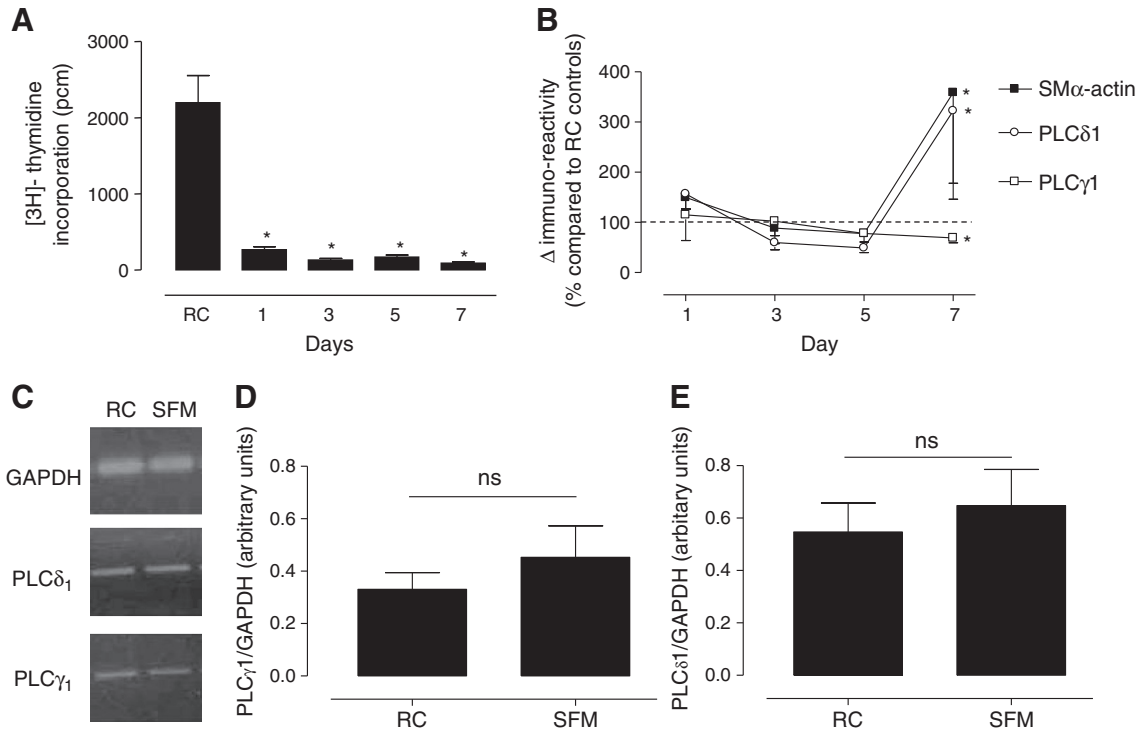 A
[3H]- thymidine
incorporation (pcm)
3000
2000
1000
0
*
*
*
*
RC 1 3 5 7
Days
B
Δ immuno-reactivity
(% compared to RC controls)
400
300
200
100
0
*
*
*
1 3 5 7
Day
SMα-actin
PLCδ1
PLCγ1
C
RC SFM
GAPDH
PLCδ1
PLCγ1
D
PLCγ1/GAPDH (arbitrary units)
0.8
0.6
0.4
0.2
0.0
ns
RC SFM
E
PLCδ1/GAPDH (arbitary units)
0.8
0.6
0.4
0.2
0.0
ns
RC SFM